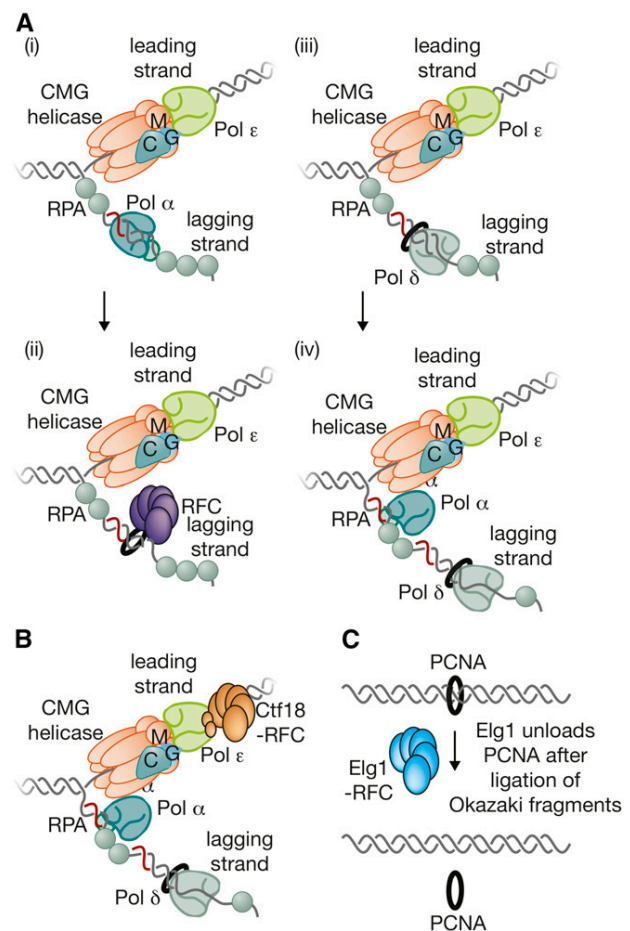 A
(i)
leading
strand
CMG
helicase
M
C
G
Pol ε
RPA
Pol α
lagging
strand
(iii)
leading
strand
CMG
helicase
M
C
G
Pol ε
RPA
lagging
strand
Pol δ
(ii)
leading
strand
CMG
helicase
M
C
G
Pol ε
RPA
RFC
lagging
strand
(iv)
leading
strand
CMG
helicase
M
C
G
Pol ε
α
Pol α
RPA
lagging
strand
Pol δ
B
leading
strand
CMG
helicase
Ctf18
-RFC
M
C
G
Pol ε
α
Pol α
RPA
lagging
strand
Pol δ
C
PCNA
Elg1
-RFC
Elg1 unloads
PCNA after
ligation of
Okazaki fragments
PCNA